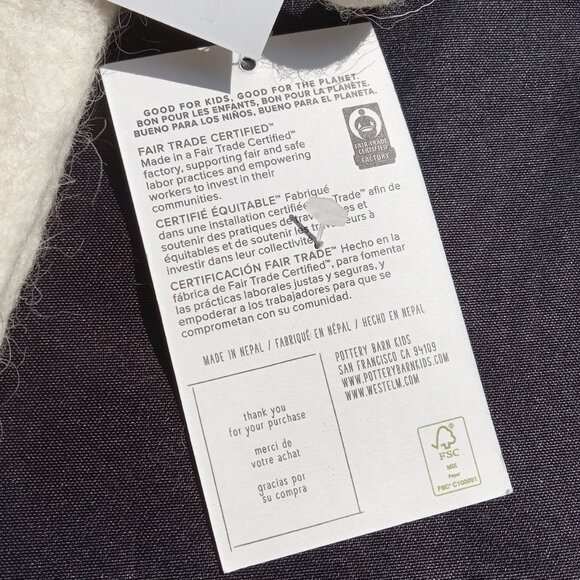 GOOD FOR KIDS, GOOD FOR THE PLANET.
BON POUR LES ENFANTS, BON POUR LA PLANÈTE.
BUENO PARA LOS NIÑOS, BUENO PARA EL PLANETA.
FAIR TRADE CERTIFIED™
Made in a Fair Trade Certified™
factory, supporting fair and safe
labor practices and empowering
workers to invest in their
communities.
FAIR TRADE
CERTIFIED
FACTORY
CERTIFIÉ ÉQUITABLE™ Fabriqué
dans une installation certifiée Trade™ afin de
soutenir des pratiques de et
équitables et de soutenir les à
investir dans leur collectivité.
CERTIFICACIÓN FAIR TRADE™ Hecho en la
fábrica de Fair Trade Certified™, para fomentar
las prácticas laborales justas y seguras, y
empoderar a los trabajadores para que se
comprometan con su comunidad.
MADE IN NEPAL / FABRIQUÉ EN NÉPAL / HECHO EN NEPAL
thank you
for your purchase
merci de
votre achat
gracias por
su compra
POTTERY BARN KIDS
SAN FRANCISCO CA 94109
WWW.POTTERYBARNKIDS.COM
WWW.WESTELM.COM
FSC
MIX
Paper
FSC® C100091